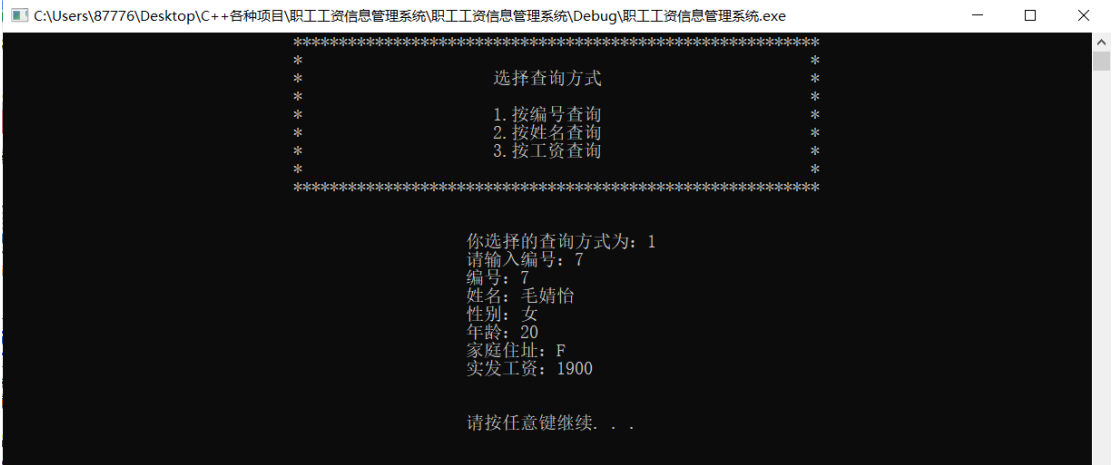 C:\Users\87776\Desktop\C++各种项目\职工工资信息管理系统\职工工资信息管理系统\Debug\职工工资信息管理系统.exe
**********************************************************
* *
* 选择查询方式 *
* *
* 1.按编号查询 *
* 2.按姓名查询 *
* 3.按工资查询 *
* *
**********************************************************
你选择的查询方式为：1
请输入编号：7
编号：7
姓名：毛婧怡
性别：女
年龄：20
家庭住址：F
实发工资：1900
请按任意键继续. . .